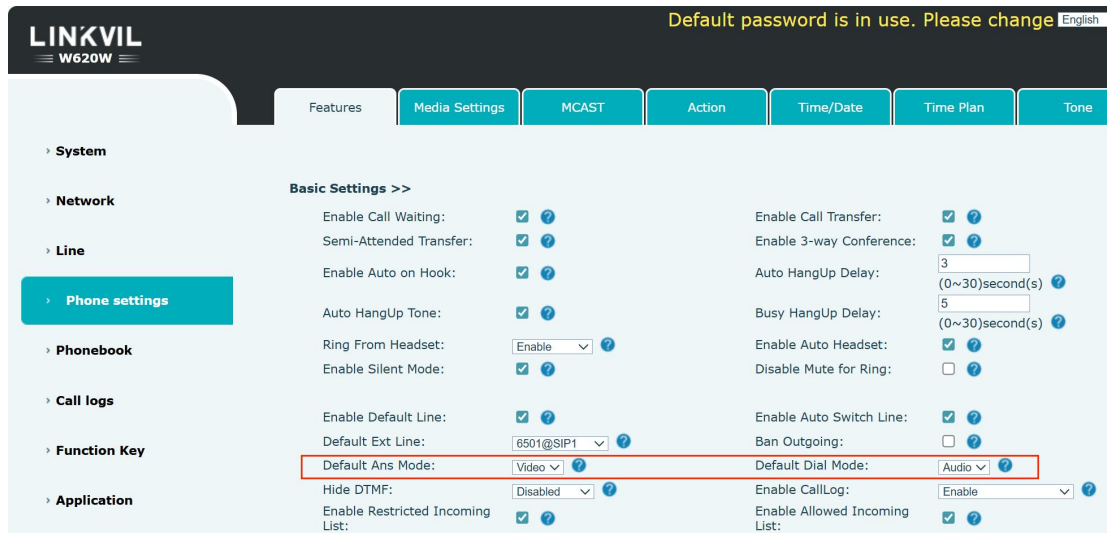 Default password is in use. Please change English
LINKVIL
W620W
Features Media Settings MCAST Action Time/Date Time Plan Tone
› System
› Network
› Line
› Phone settings
› Phonebook
› Call logs
› Function Key
› Application
Basic Settings >>
Enable Call Waiting: ? Enable Call Transfer: ?
Semi-Attended Transfer: ? Enable 3-way Conference: ?
Enable Auto on Hook: ? Auto HangUp Delay: 3
(0~30)second(s) ?
Auto HangUp Tone: ? Busy HangUp Delay: 5
(0~30)second(s) ?
Ring From Headset: Enable ? Enable Auto Headset: ?
Enable Silent Mode: ? Disable Mute for Ring: ?
Enable Default Line: ? Enable Auto Switch Line: ?
Default Ext Line: 6501@SIP1 ? Ban Outgoing: ?
Default Ans Mode: Video ? Default Dial Mode: Audio ?
Hide DTMF: Disabled ? Enable CallLog: Enable ?
Enable Restricted Incoming
List: ? Enable Allowed Incoming
List: ?